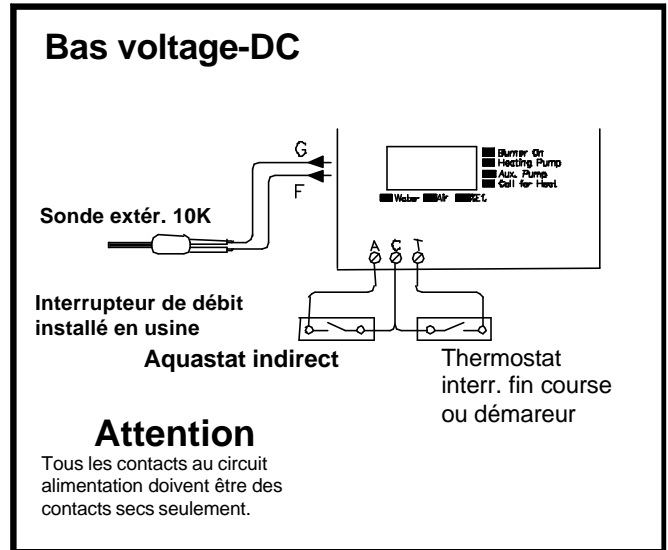 Bas voltage-DC
G
F
Burner On
Heating Pump
Aux. Pump
Call for Heat
Water Air RET.
Sonde extér. 10K
A C T
Interrupteur de débit
installé en usine
Aquastat indirect
Thermostat
interr. fin course
ou démareur
Attention
Tous les contacts au circuit
alimentation doivent être des
contacts secs seulement.